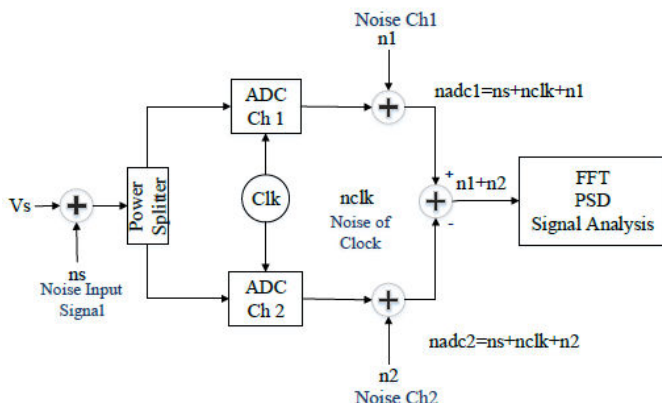 Noise Ch1
n1
ADC
Ch 1
nadc1=ns+nclk+n1
Vs
Power
Splitter
Clk
nclk
Noise of
Clock
+
n1+n2
-
FFT
PSD
Signal Analysis
ns
Noise Input
Signal
ADC
Ch 2
nadc2=ns+nclk+n2
n2
Noise Ch2